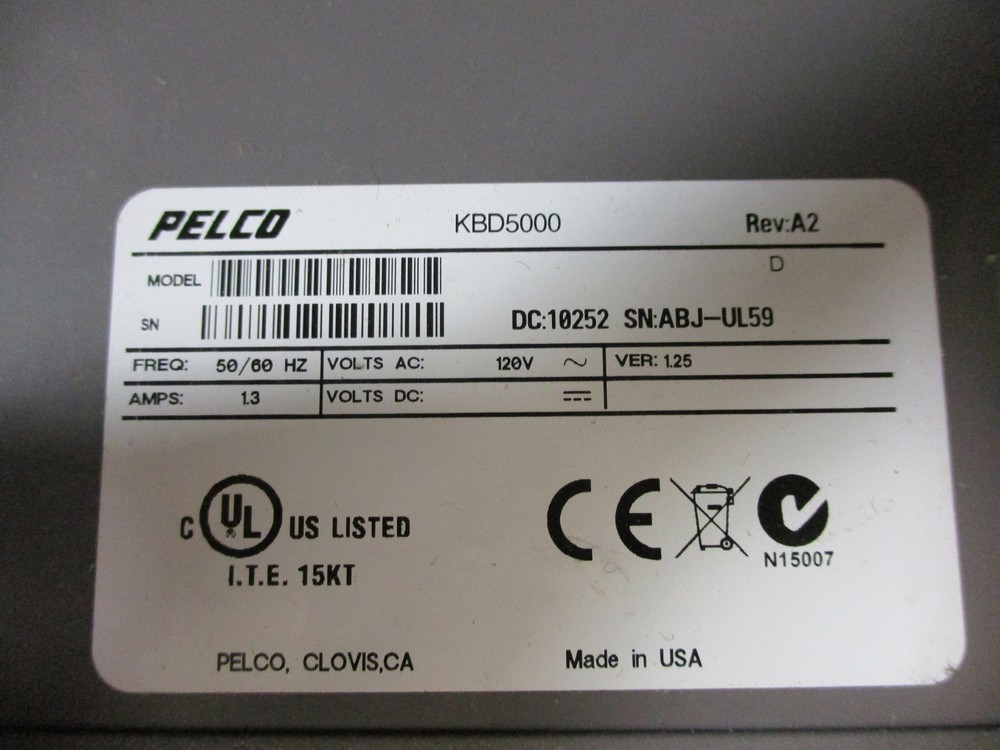 PELCO KBD5000 Rev:A2
MODEL D
SN DC:10252 SN:ABJ-UL59
FREQ: 50/60 HZ VOLTS AC: 120V ~ VER: 1.25
AMPS: 1.3 VOLTS DC: ⎓
C UL US LISTED CE
I.T.E. 15KT N15007
PELCO, CLOVIS,CA Made in USA